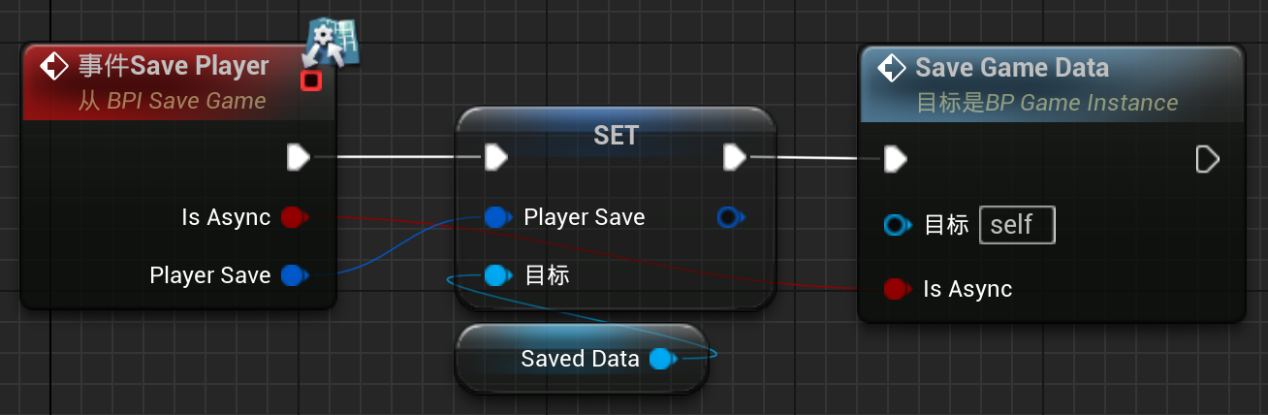 事件Save Player
从 BPI Save Game
Is Async
Player Save
SET
Player Save
目标
Saved Data
Save Game Data
目标是BP Game Instance
目标 self
Is Async